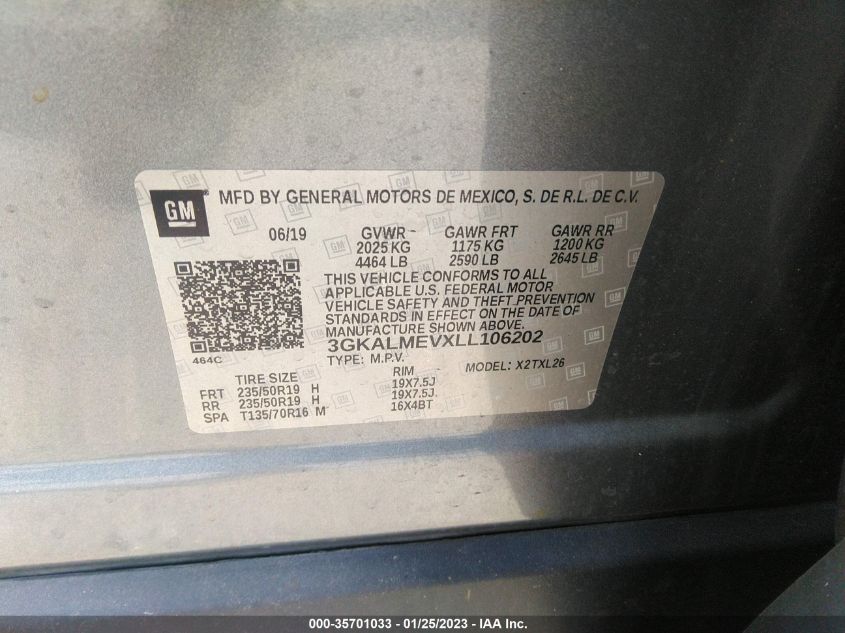 GM MFD BY GENERAL MOTORS DE MEXICO, S. DE R.L. DE C.V.
06/19 GVWR GAWR FRT GAWR RR
2025 KG 1175 KG 1200 KG
4464 LB 2590 LB 2645 LB
THIS VEHICLE CONFORMS TO ALL
APPLICABLE U.S. FEDERAL MOTOR
VEHICLE SAFETY AND THEFT PREVENTION
STANDARDS IN EFFECT ON THE DATE OF
MANUFACTURE SHOWN ABOVE.
464C 3GKALMEVXLL106202
TYPE: M.P.V. MODEL: X2TXL26
TIRE SIZE RIM
FRT 235/50R19 H 19X7.5J
RR 235/50R19 H 19X7.5J
SPA T135/70R16 M 16X4BT
000-35701033 - 01/25/2023 - IAA Inc.